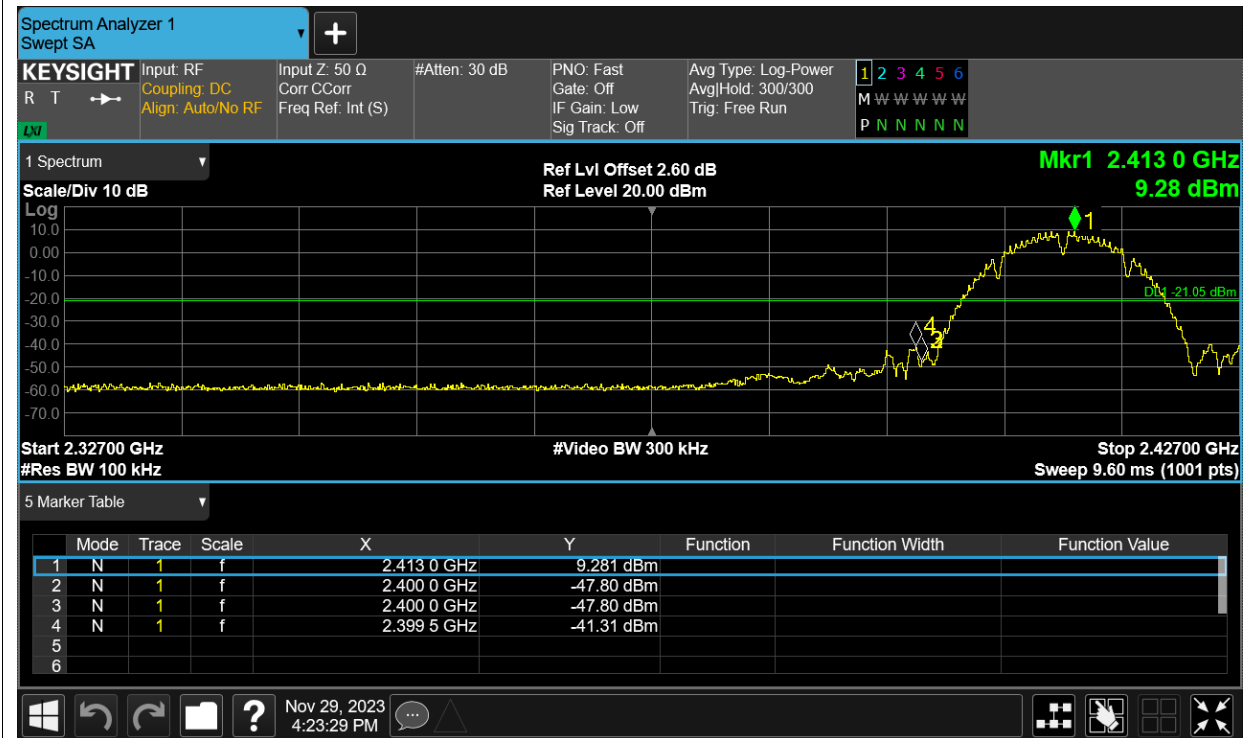 Spectrum Analyzer 1
Swept SA
+
KEYSIGHT Input: RF Input Z: 50 Ω #Atten: 30 dB PNO: Fast Avg Type: Log-Power 1 2 3 4 5 6
R T Coupling: DC Corr CCorr Gate: Off Avg|Hold: 300/300 M W W W W W
Align: Auto/No RF Freq Ref: Int (S) IF Gain: Low Trig: Free Run
LXI Sig Track: Off P N N N N N
1 Spectrum Ref Lvl Offset 2.60 dB Mkr1 2.413 0 GHz
Scale/Div 10 dB Ref Level 20.00 dBm 9.28 dBm
Log
1
10.0
0.00
-10.0
-20.0
DL1 -21.05 dBm
-30.0
4
-40.0
-50.0
-60.0
-70.0
Start 2.32700 GHz #Video BW 300 kHz Stop 2.42700 GHz
#Res BW 100 kHz Sweep 9.60 ms (1001 pts)
5 Marker Table
Mode Trace Scale X Y Function Function Width Function Value
1 N 1 f 2.413 0 GHz 9.281 dBm
2 N 1 f 2.400 0 GHz -47.80 dBm
3 N 1 f 2.400 0 GHz -47.80 dBm
4 N 1 f 2.399 5 GHz -41.31 dBm
5
6
? Nov 29, 2023
4:23:29 PM